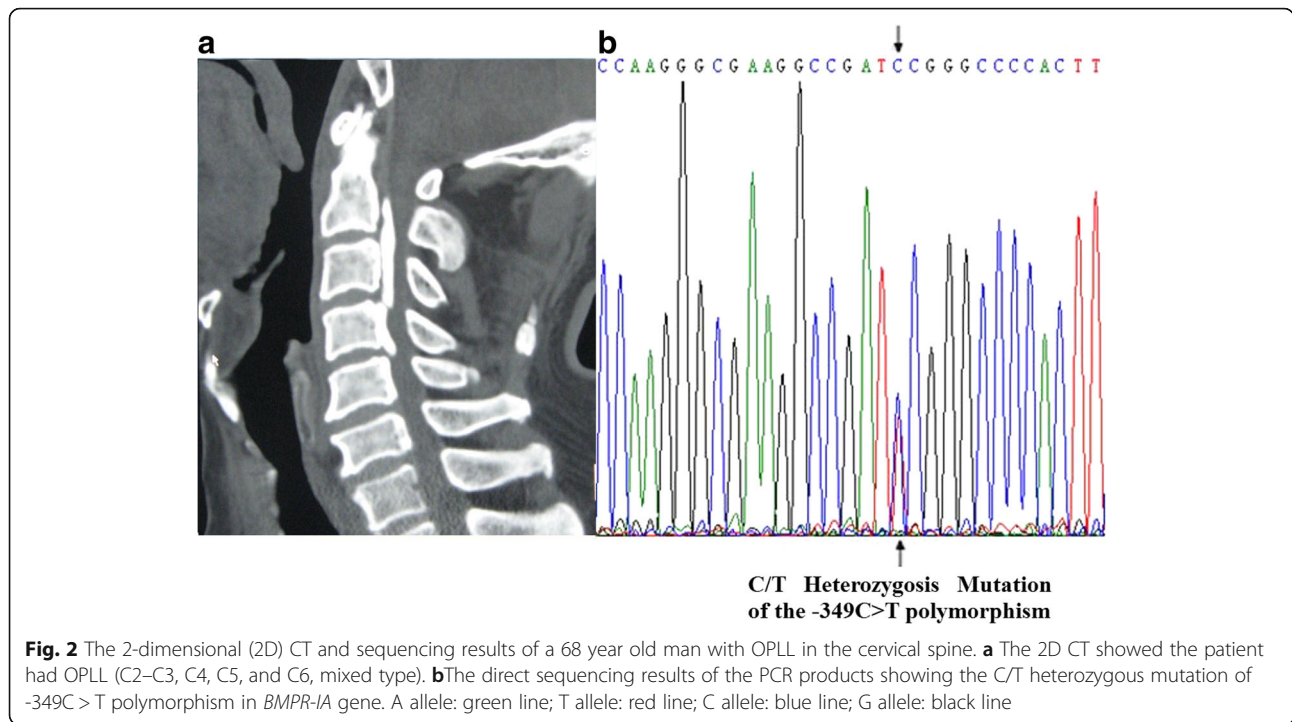 a
b
C C A A G G G C G A A G G C C G A T C C G G G C C C C A C T T
C/T Heterozygosis Mutation
of the -349C>T polymorphism
Fig. 2 The 2-dimensional (2D) CT and sequencing results of a 68 year old man with OPLL in the cervical spine. a The 2D CT showed the patient
had OPLL (C2–C3, C4, C5, and C6, mixed type). bThe direct sequencing results of the PCR products showing the C/T heterozygous mutation of
-349C > T polymorphism in BMPR-IA gene. A allele: green line; T allele: red line; C allele: blue line; G allele: black line